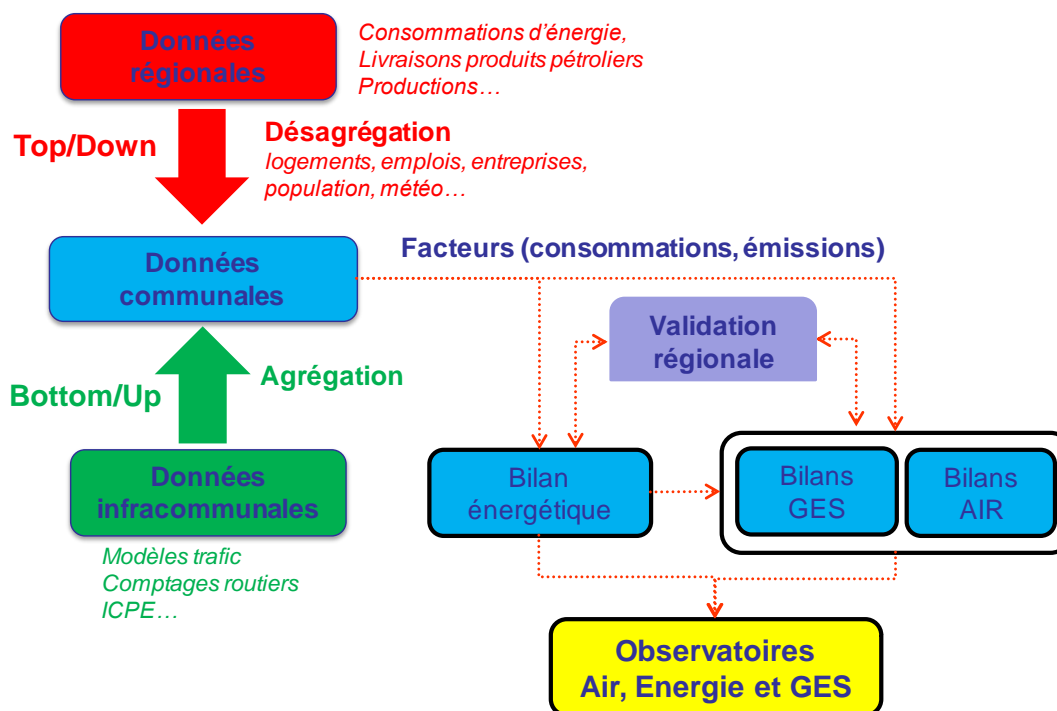 Données
régionales
Consommations d'énergie,
Livraisons produits pétroliers
Productions…
Top/Down
Désagrégation
logements, emplois, entreprises,
population, météo…
Données
communales
Facteurs (consommations, émissions)
Validation
régionale
Bottom/Up
Agrégation
Données
infracommunales
Modèles trafic
Comptages routiers
ICPE…
Bilan
énergétique
Bilans
GES
Bilans
AIR
Observatoires
Air, Energie et GES